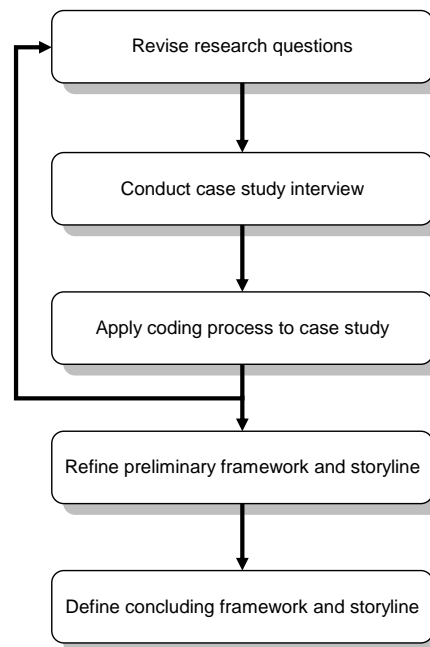 Revise research questions
Conduct case study interview
Apply coding process to case study
Refine preliminary framework and storyline
Define concluding framework and storyline